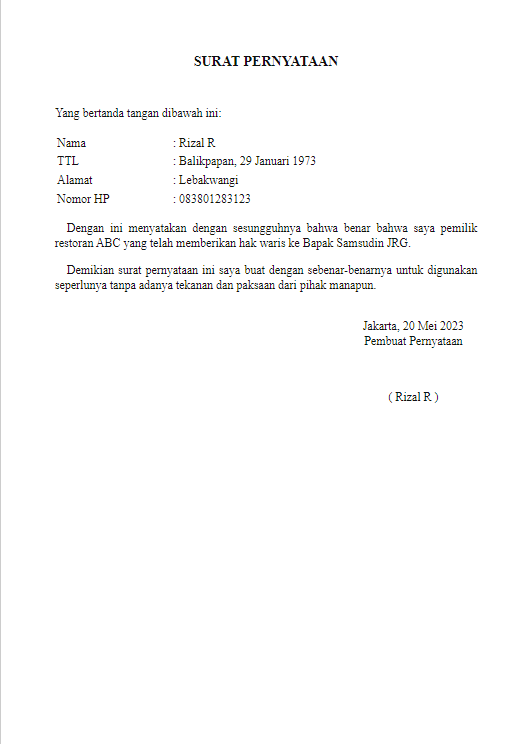 SURAT PERNYATAAN
Yang bertanda tangan dibawah ini:
Nama : Rizal R
TTL : Balikpapan, 29 Januari 1973
Alamat : Lebakwangi
Nomor HP : 083801283123
Dengan ini menyatakan dengan sesungguhnya bahwa benar bahwa saya pemilik
restoran ABC yang telah memberikan hak waris ke Bapak Samsudin JRG.
Demikian surat pernyataan ini saya buat dengan sebenar-benarnya untuk digunakan
seperlunya tanpa adanya tekanan dan paksaan dari pihak manapun.
Jakarta, 20 Mei 2023
Pembuat Pernyataan
( Rizal R )